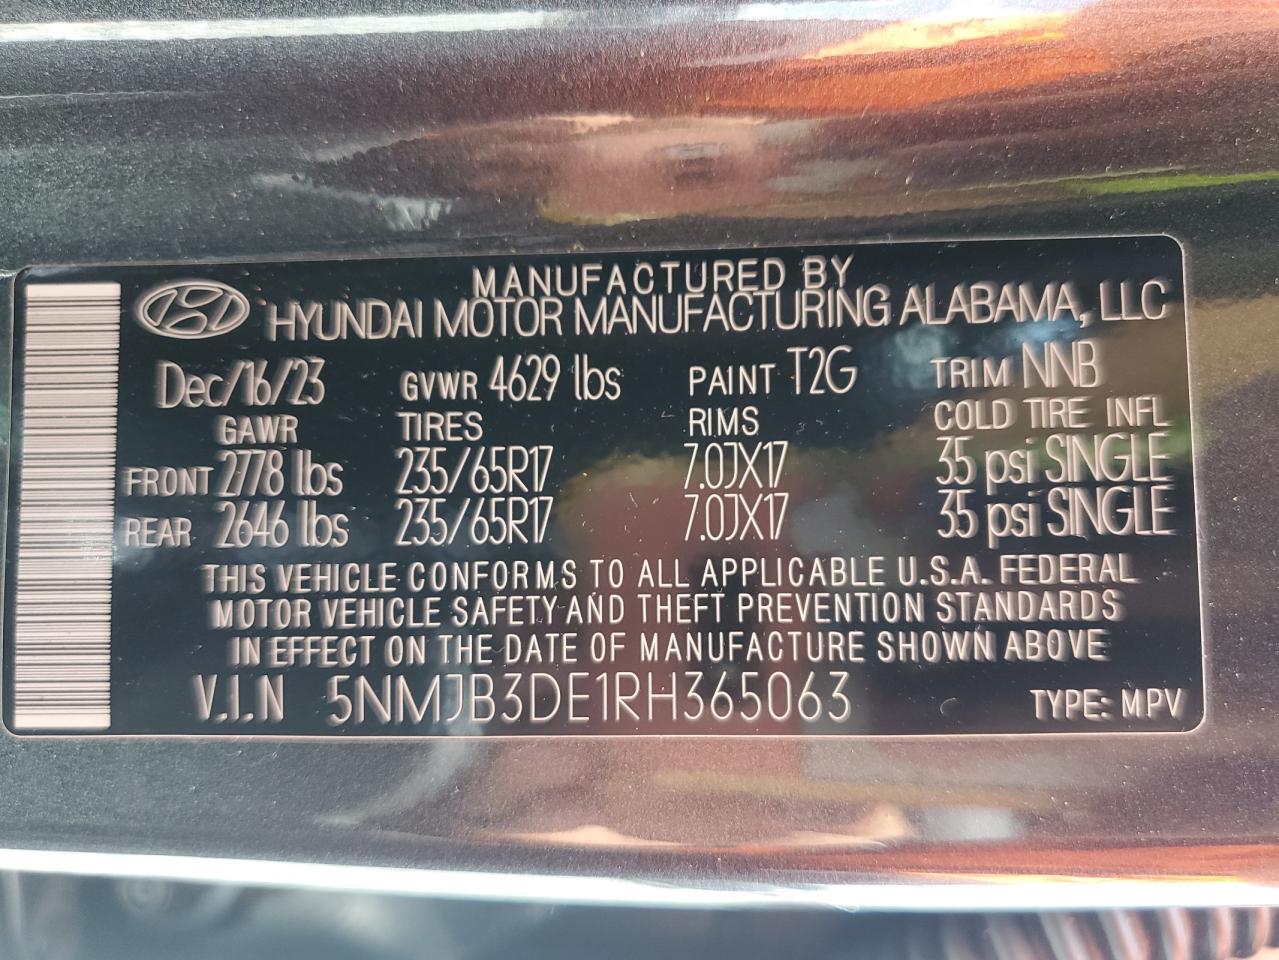 MANUFACTURED BY
HYUNDAI MOTOR MANUFACTURING ALABAMA, LLC
Dec/16/23 GVWR 4629 lbs PAINT T2G TRIM NNB
GAWR TIRES RIMS COLD TIRE INFL
FRONT 2778 lbs 235/65R17 7.0JX17 35 psi SINGLE
REAR 2646 lbs 235/65R17 7.0JX17 35 psi SINGLE
THIS VEHICLE CONFORMS TO ALL APPLICABLE U.S.A. FEDERAL
MOTOR VEHICLE SAFETY AND THEFT PREVENTION STANDARDS
IN EFFECT ON THE DATE OF MANUFACTURE SHOWN ABOVE
V.I.N 5NMJB3DE1RH365063 TYPE: MPV